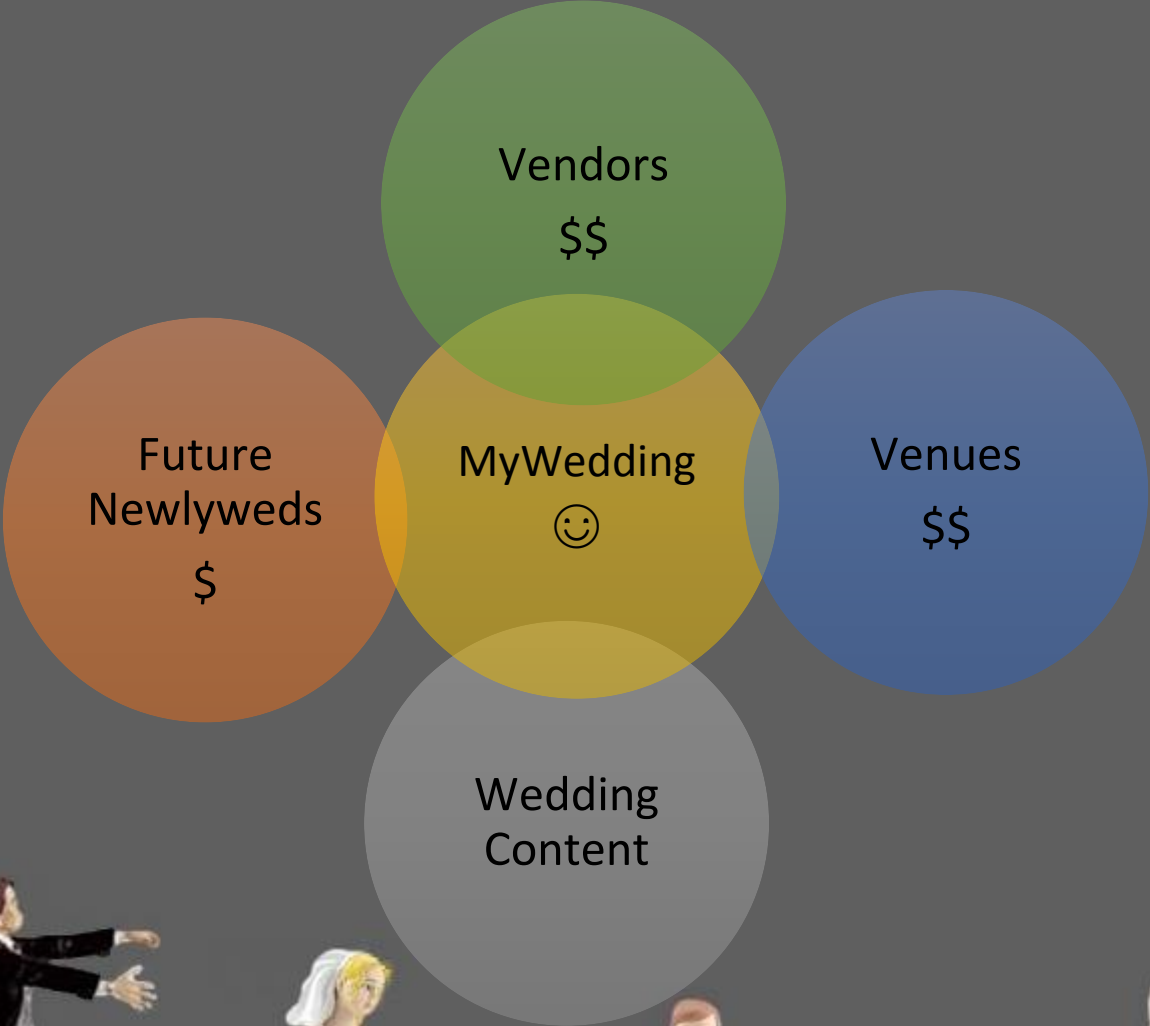 Vendors
$$
Future
Newlyweds
$
MyWedding
☺
Venues
$$
Wedding
Content